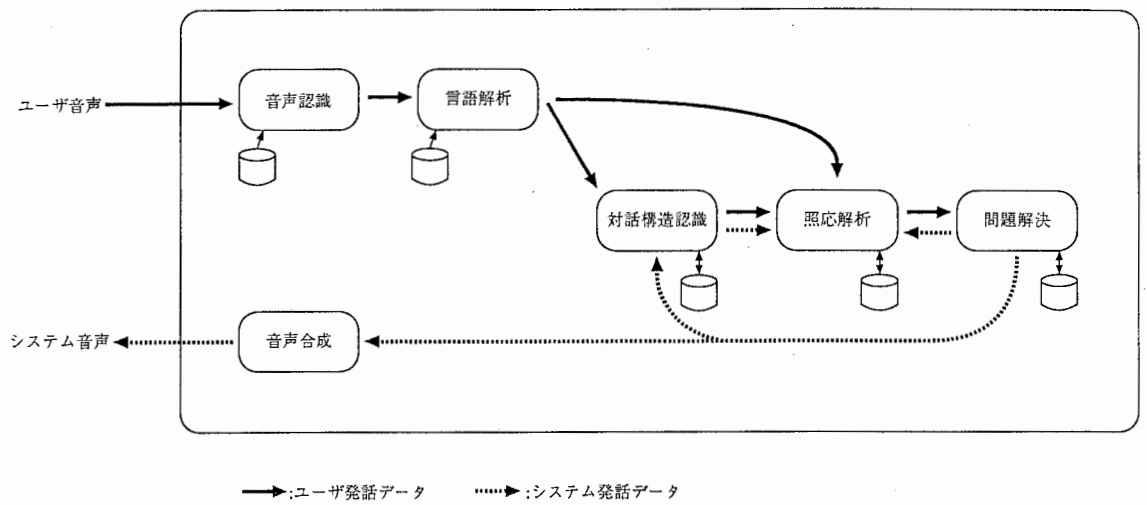 ユーザ音声
音声認識
言語解析
対話構造認識
照応解析
問題解決
システム音声
音声合成
:ユーザ発話データ
:システム発話データ